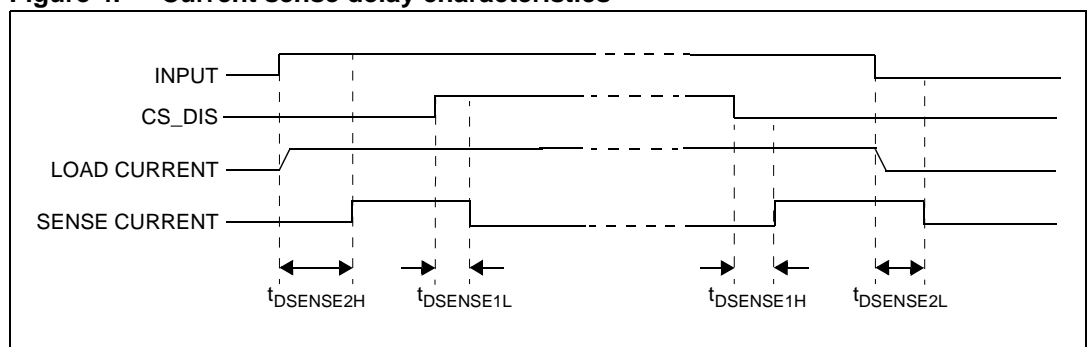 Figure 4. Current sense delay characteristics
INPUT
CS_DIS
LOAD CURRENT
SENSE CURRENT
tDSENSE2H tDSENSE1L tDSENSE1H tDSENSE2L